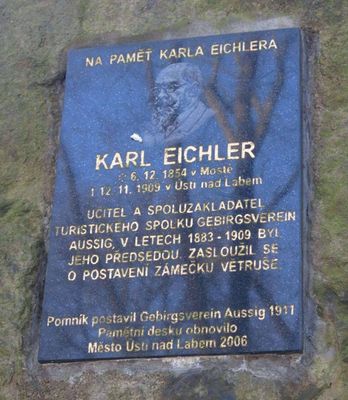 NA PAMĚŤ KARLA EICHLERA
KARL EICHLER
* 6. 12. 1854 v Mostě
† 12. 11. 1909 v Ústí nad Labem
UČITEL A SPOLUZAKLADATEL
TURISTICKÉHO SPOLKU GEBIRGSVEREIN
AUSSIG, V LETECH 1883 - 1909 BYL
JEHO PŘEDSEDOU. ZASLOUŽIL SE
O POSTAVENÍ ZÁMEČKU VĚTRUŠE.
Pomník postavil Gebirgsverein Aussig 1911
Pamětní desku obnovilo
Město Ústí nad Labem 2006